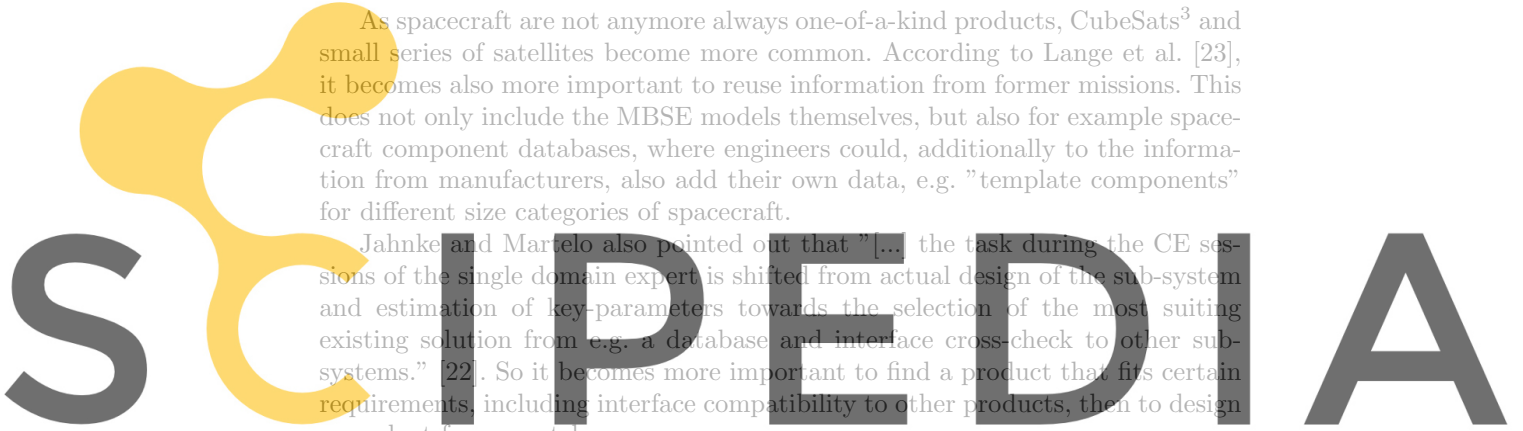 As spacecraft are not anymore always one-of-a-kind products, CubeSats³ and
small series of satellites become more common. According to Lange et al. [23],
it becomes also more important to reuse information from former missions. This
does not only include the MBSE models themselves, but also for example space-
craft component databases, where engineers could, additionally to the informa-
tion from manufacturers, also add their own data, e.g. ”template components”
for different size categories of spacecraft.
Jahnke and Martelo also pointed out that ”[...] the task during the CE ses-
sions of the single domain expert is shifted from actual design of the sub-system
and estimation of key-parameters towards the selection of the most suiting
existing solution from e.g. a database and interface cross-check to other sub-
systems.” [22]. So it becomes more important to find a product that fits certain
requirements, including interface compatibility to other products, then to design
SCIPEDIA